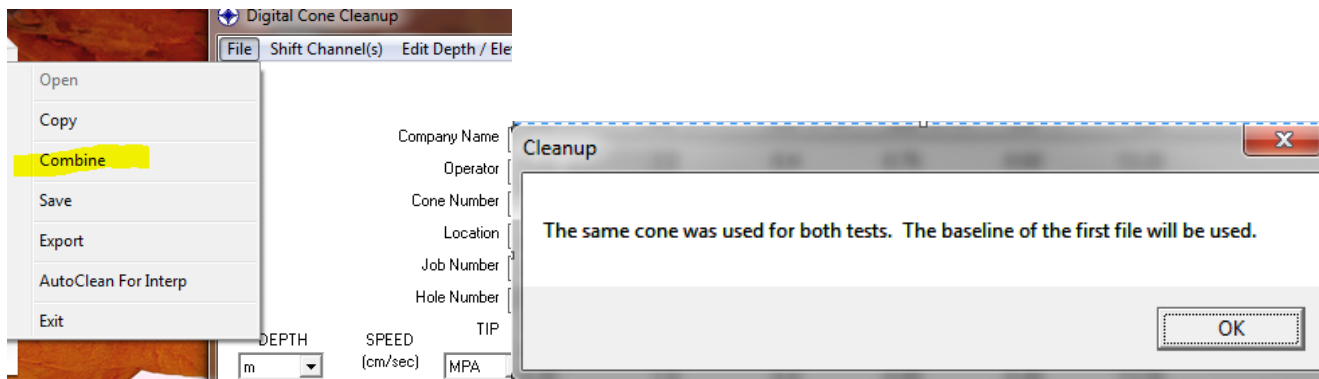 Digital Cone Cleanup
File Shift Channel(s) Edit Depth / Ele
Open
Copy
Combine
Save
Export
AutoClean For Interp
Exit
Company Name
Operator
Cone Number
Location
Job Number
Hole Number
DEPTH SPEED TIP
m (cm/sec) MPA
Cleanup
The same cone was used for both tests. The baseline of the first file will be used.
OK